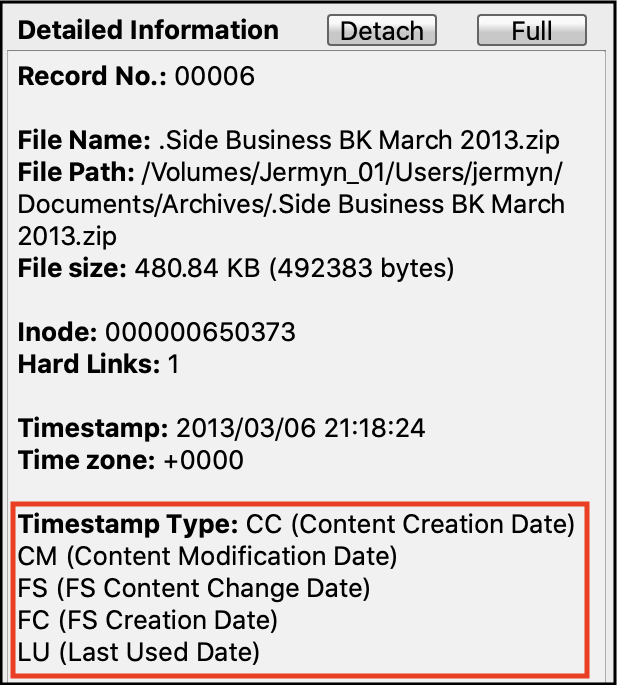 Detailed Information Detach Full
Record No.: 00006
File Name: .Side Business BK March 2013.zip
File Path: /Volumes/Jermyn_01/Users/jermyn/
Documents/Archives/.Side Business BK March
2013.zip
File size: 480.84 KB (492383 bytes)
Inode: 000000650373
Hard Links: 1
Timestamp: 2013/03/06 21:18:24
Time zone: +0000
Timestamp Type: CC (Content Creation Date)
CM (Content Modification Date)
FS (FS Content Change Date)
FC (FS Creation Date)
LU (Last Used Date)